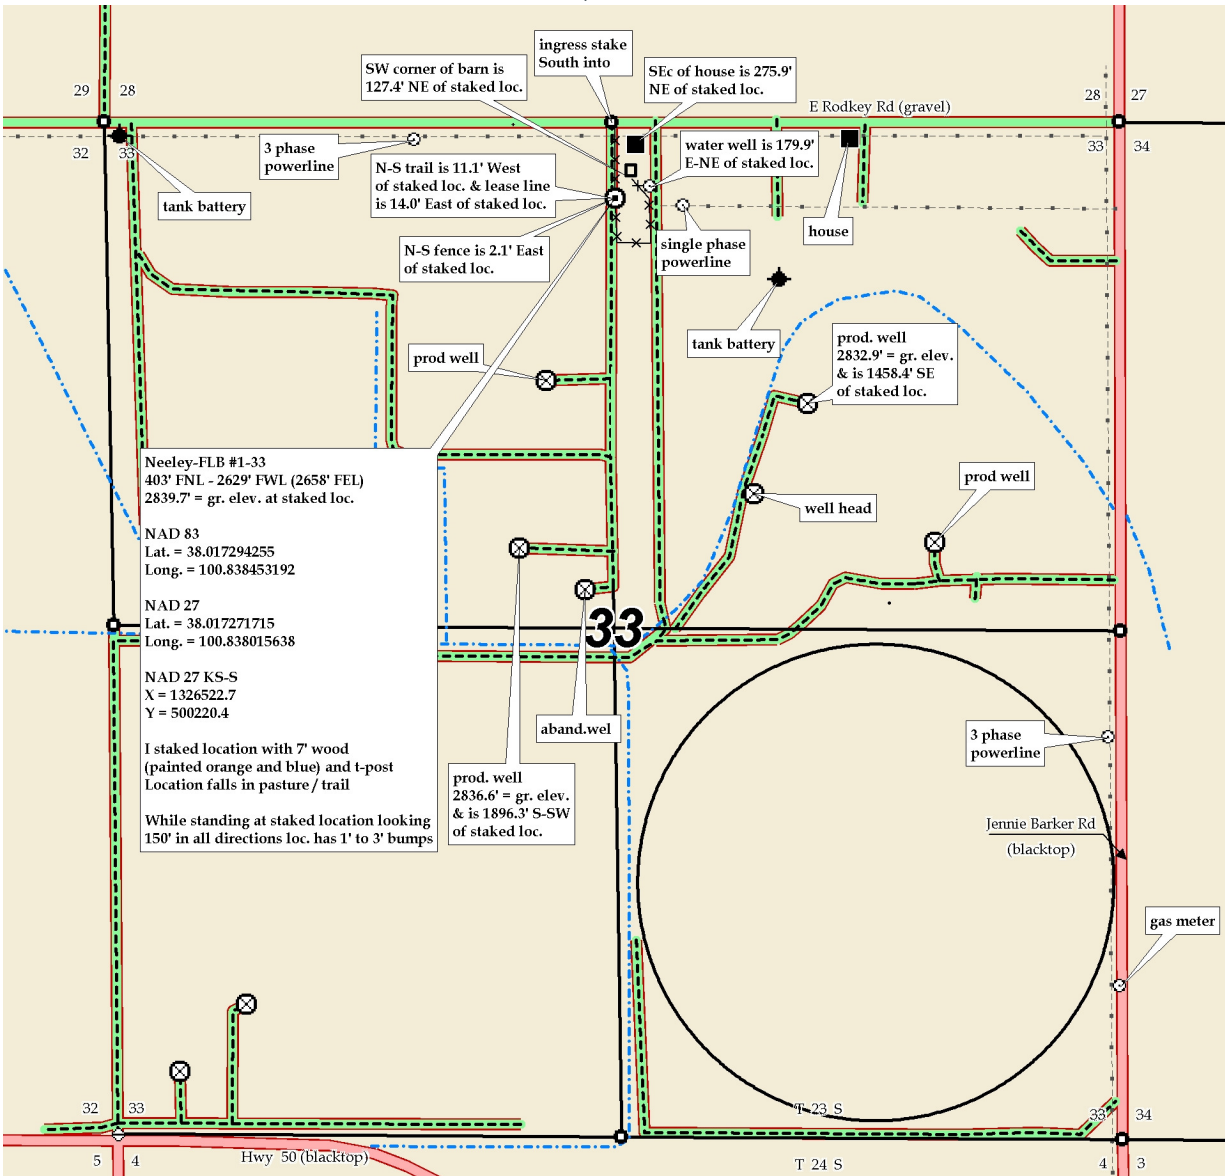 ingress stake
South into
SW corner of barn is
127.4' NE of staked loc.
SEc of house is 275.9'
NE of staked loc.
29
28
28
27
E Rodkey Rd (gravel)
32
33
33
34
3 phase
powerline
water well is 179.9'
E-NE of staked loc.
N-S trail is 11.1' West
of staked loc. & lease line
is 14.0' East of staked loc.
tank battery
house
N-S fence is 2.1' East
of staked loc.
single phase
powerline
tank battery
prod well
prod. well
2832.9' = gr. elev.
& is 1458.4' SE
of staked loc.
Neeley-FLB #1-33
403' FNL - 2629' FWL (2658' FEL)
2839.7' = gr. elev. at staked loc.
NAD 83
Lat. = 38.017294255
Long. = 100.838453192
NAD 27
Lat. = 38.017271715
Long. = 100.838015638
NAD 27 KS-S
X = 1326522.7
Y = 500220.4
I staked location with 7' wood
(painted orange and blue) and t-post
Location falls in pasture / trail
While standing at staked location looking
150' in all directions loc. has 1' to 3' bumps
prod well
well head
33
aband.wel
3 phase
powerline
prod. well
2836.6' = gr. elev.
& is 1896.3' S-SW
of staked loc.
Jennie Barker Rd
(blacktop)
gas meter
32
33
T 23 S
33
34
5
4
Hwy 50 (blacktop)
T 24 S
4
3